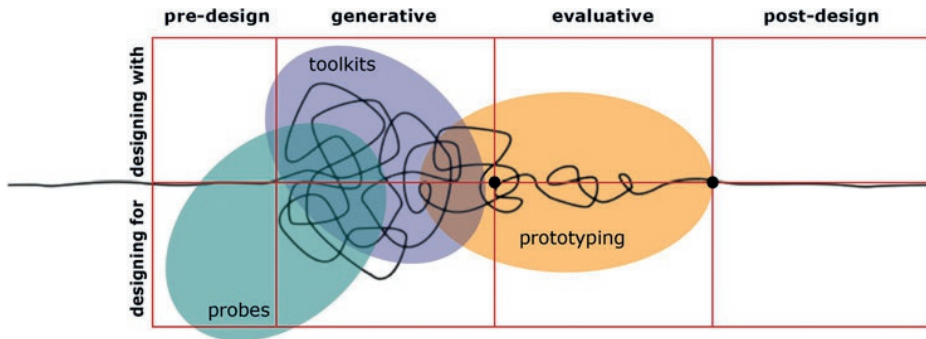 pre-design generative evaluative post-design
designing with
toolkits
designing for
prototyping
probes